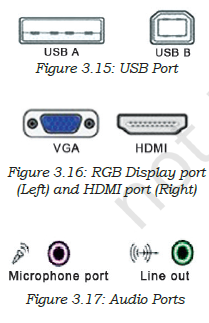 USB A USB B
Figure 3.15: USB Port
VGA HDMI
Figure 3.16: RGB Display port
(Left) and HDMI port (Right)
Microphone port Line out
Figure 3.17: Audio Ports
not